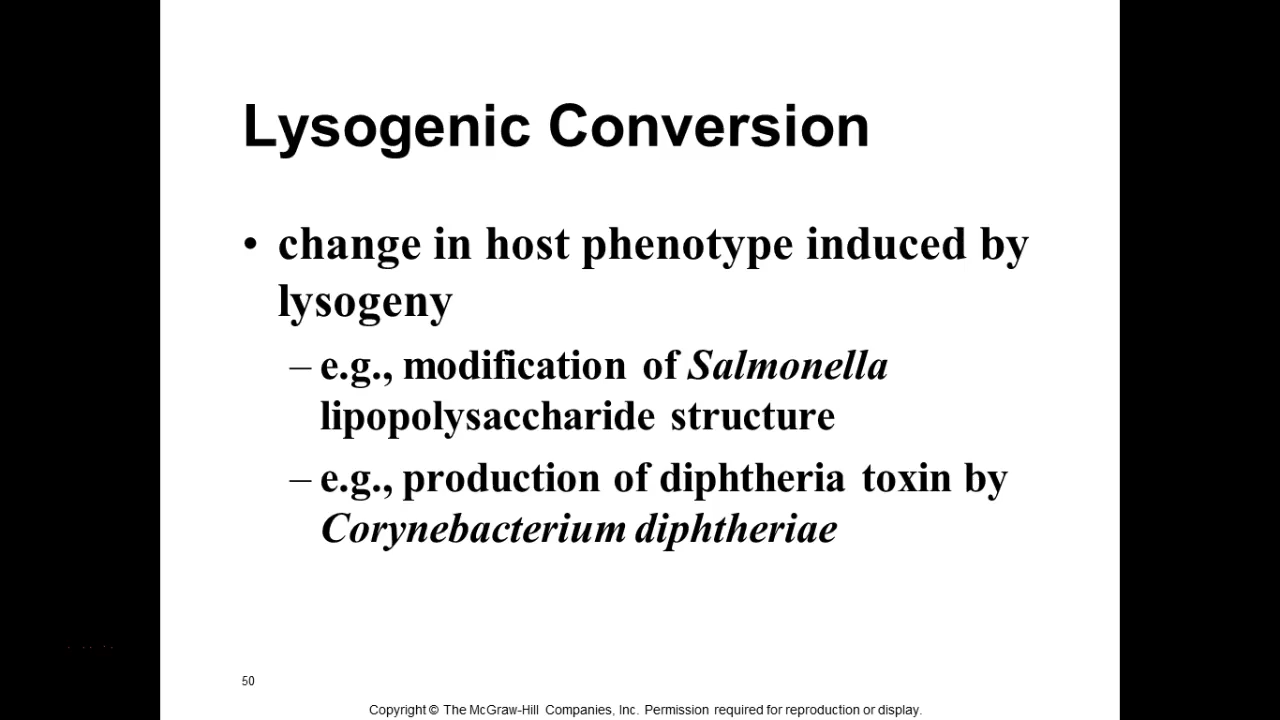 Lysogenic Conversion
• change in host phenotype induced by
lysogeny
– e.g., modification of Salmonella
lipopolysaccharide structure
– e.g., production of diphtheria toxin by
Corynebacterium diphtheriae
50
Copyright © The McGraw-Hill Companies, Inc. Permission required for reproduction or display.